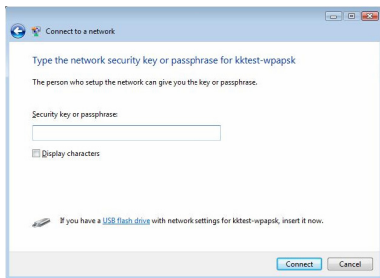 Connect to a network
Type the network security key or passphrase for kktest-wpapsk
The person who setup the network can give you the key or passphrase.
Security key or passphrase:
Display characters
If you have a USB flash drive with network settings for kktest-wpapsk, insert it now.
Connect Cancel